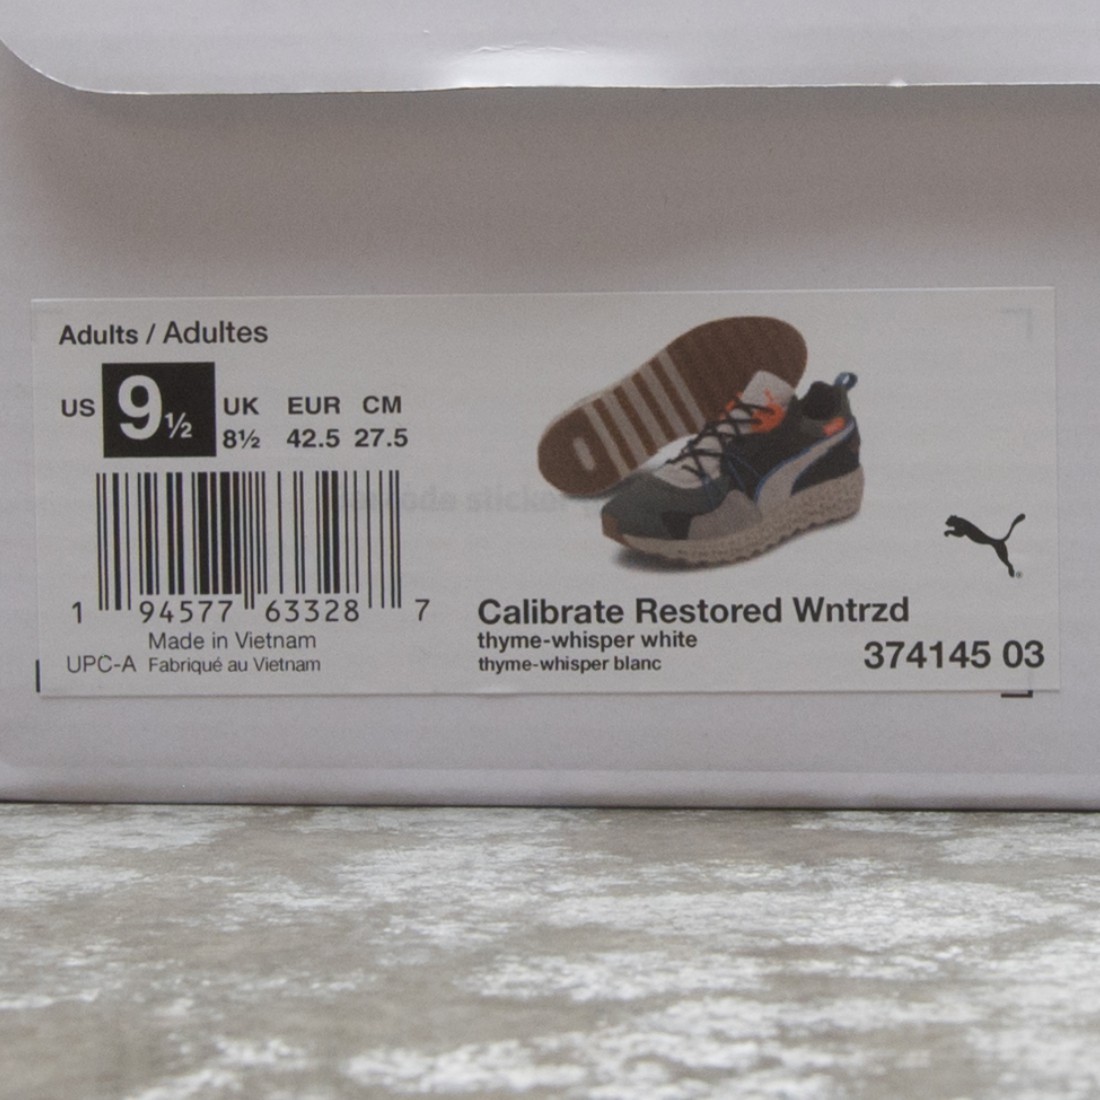 Adults / Adultes
US 9½ UK EUR CM
8½ 42.5 27.5
1 94577 63328 7
Made in Vietnam
UPC-A Fabriqué au Vietnam
Calibrate Restored Wntrzd
thyme-whisper white
thyme-whisper blanc
374145 03